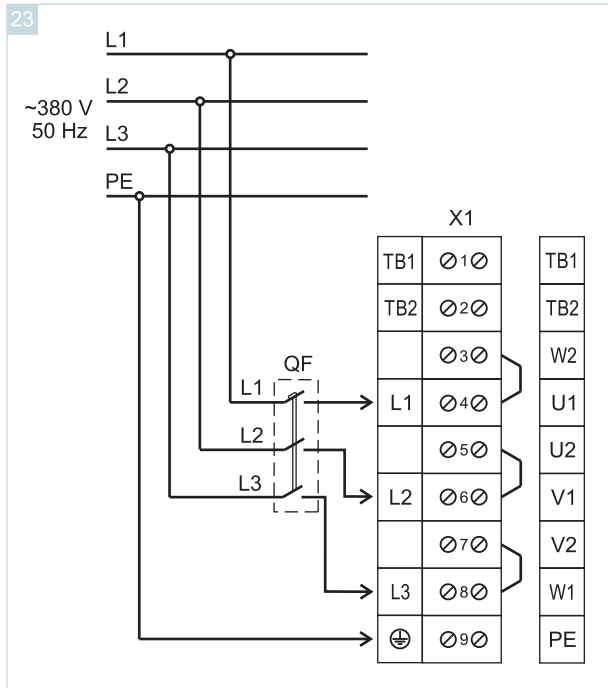 23
L1
L2
~380 V
50 Hz
L3
PE
X1
TB1 1 TB1
TB2 2 TB2
3 W2
QF
L1
L1 4 U1
L2
5 U2
L3
L2 6 V1
7 V2
L3 8 W1
9 PE